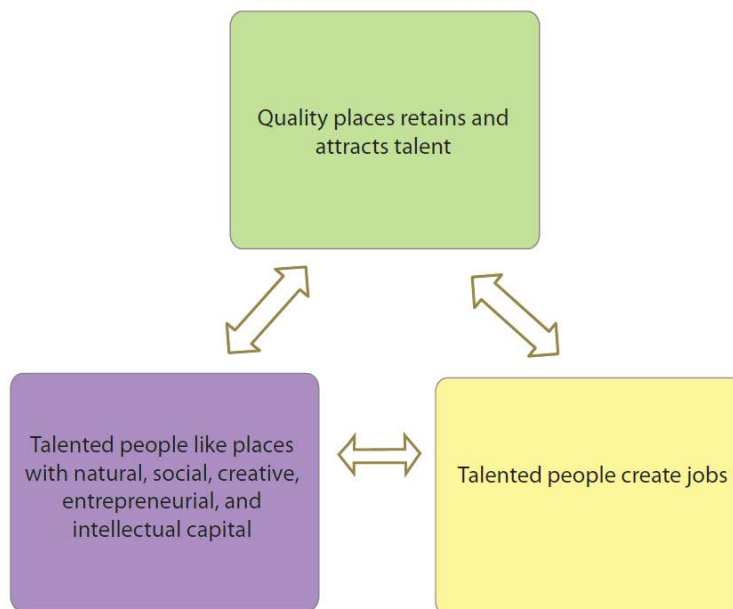 Quality places retains and
attracts talent
Talented people like places
with natural, social, creative,
entrepreneurial, and
intellectual capital
Talented people create jobs